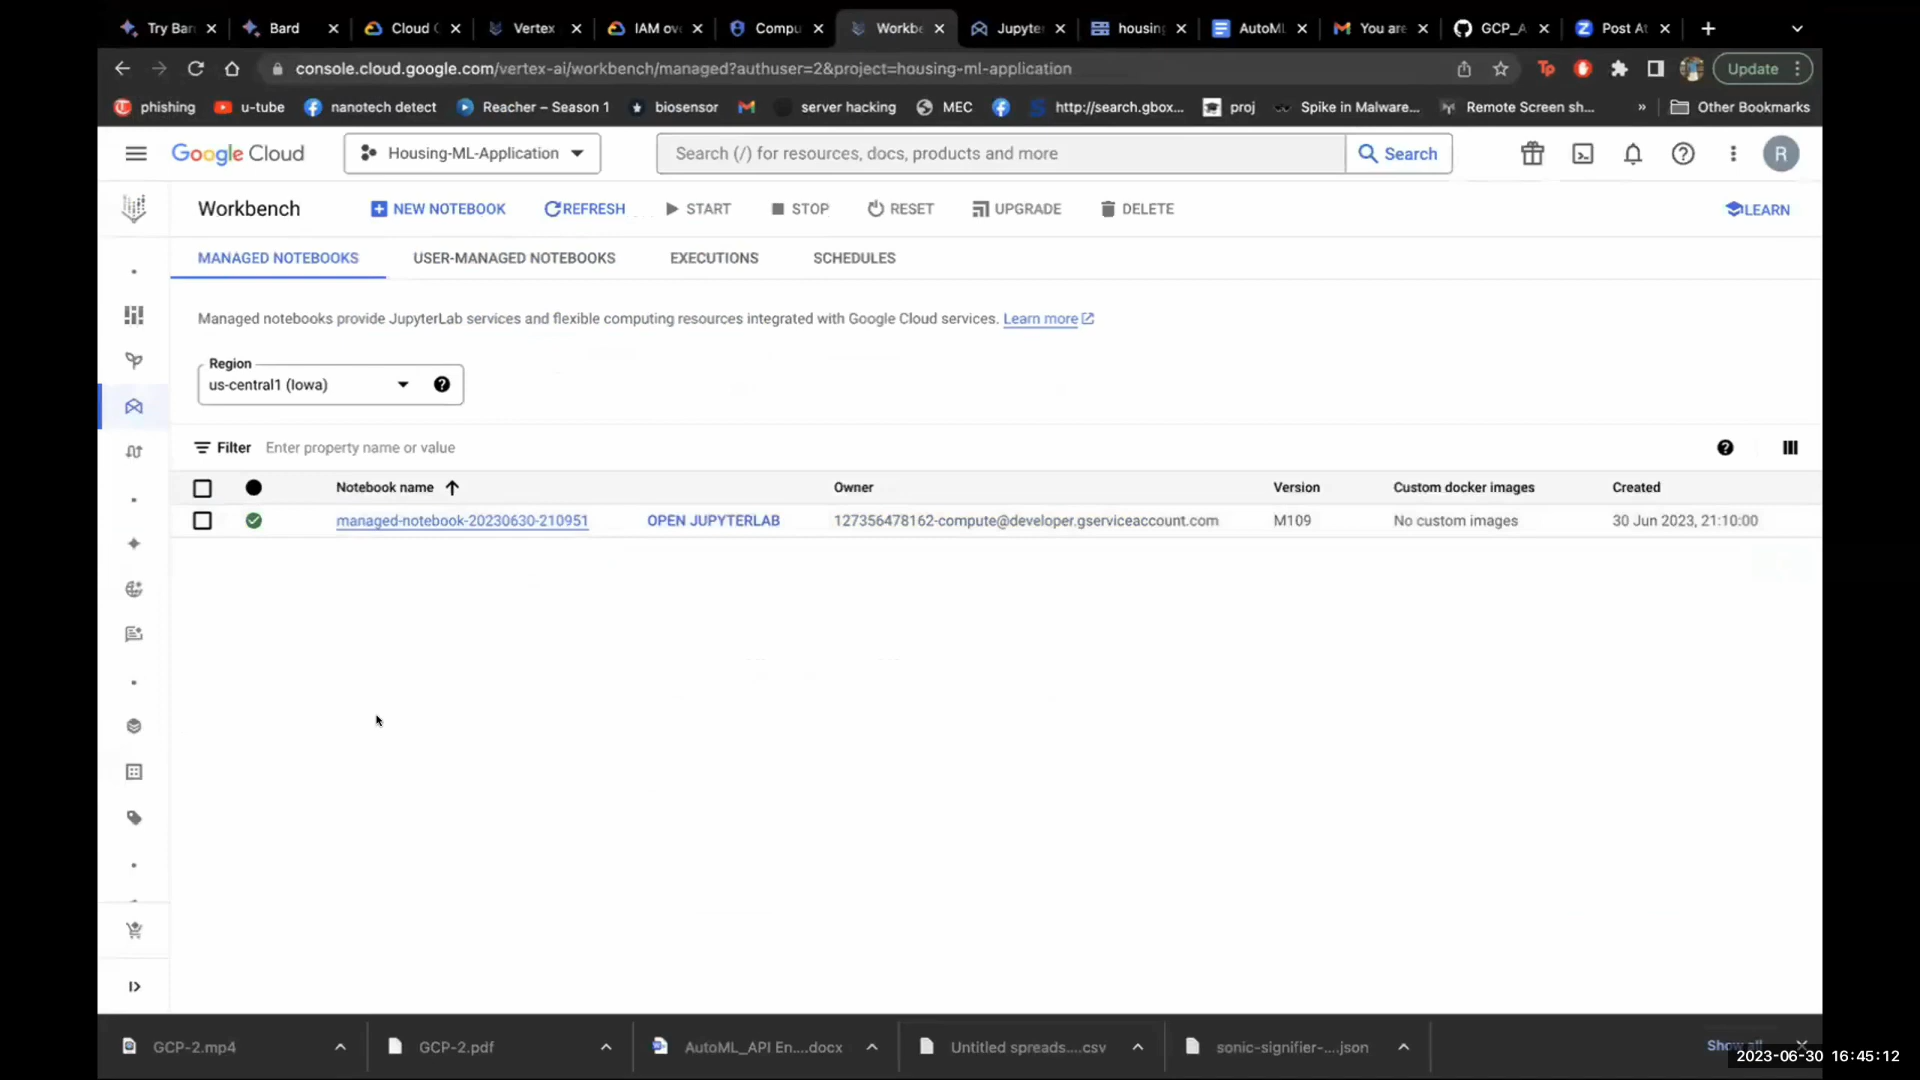 Try Bar
Bard
Cloud
Vertex
IAM ov
Compu
Workbe
Jupyte
housing
AutoML
You are
GCP_A
Post At
console.cloud.google.com/vertex-ai/workbench/managed?authuser=2&project=housing-ml-application
Update
phishing
u-tube
nanotech detect
Reacher – Season 1
biosensor
server hacking
MEC
http://search.gbox...
proj
Spike in Malware...
Remote Screen sh...
»
Other Bookmarks
Google Cloud
Housing-ML-Application
Search (/) for resources, docs, products and more
Search
R
Workbench
NEW NOTEBOOK
REFRESH
START
STOP
RESET
UPGRADE
DELETE
LEARN
MANAGED NOTEBOOKS
USER-MANAGED NOTEBOOKS
EXECUTIONS
SCHEDULES
Managed notebooks provide JupyterLab services and flexible computing resources integrated with Google Cloud services. Learn more
Region
us-central1 (Iowa)
Filter Enter property name or value
Notebook name Owner Version Custom docker images Created
managed-notebook-20230630-210951 OPEN JUPYTERLAB 127356478162-compute@developer.gserviceaccount.com M109 No custom images 30 Jun 2023, 21:10:00
GCP-2.mp4
GCP-2.pdf
AutoML_API En....docx
Untitled spreads....csv
sonic-signifier-....json
Show all
2023-06-30 16:45:12